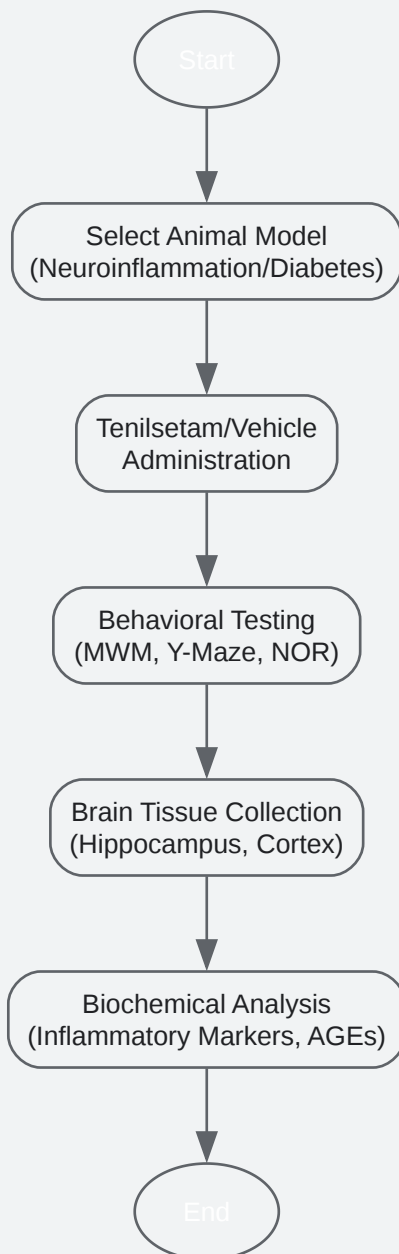 Start
Select Animal Model
(Neuroinflammation/Diabetes)
Tenilsetam/Vehicle
Administration
Behavioral Testing
(MWM, Y-Maze, NOR)
Brain Tissue Collection
(Hippocampus, Cortex)
Biochemical Analysis
(Inflammatory Markers, AGEs)
End